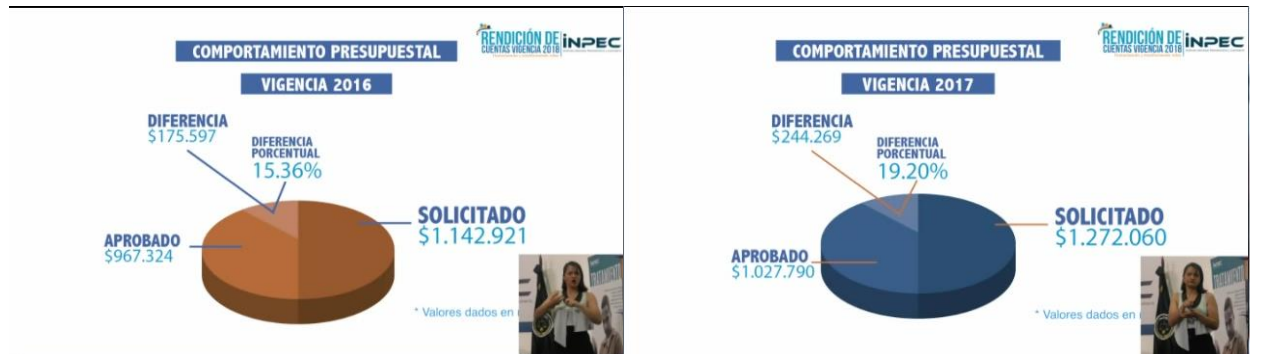 RENDICIÓN DE
CUENTAS VIGENCIA 2018
INPEC
COMPORTAMIENTO PRESUPUESTAL
VIGENCIA 2016
DIFERENCIA
$175.597
DIFERENCIA
PORCENTUAL
15.36%
SOLICITADO
$1.142.921
APROBADO
$967.324
* Valores dados en
RENDICIÓN DE
CUENTAS VIGENCIA 2018
INPEC
COMPORTAMIENTO PRESUPUESTAL
VIGENCIA 2017
DIFERENCIA
$244.269
DIFERENCIA
PORCENTUAL
19.20%
SOLICITADO
$1.272.060
APROBADO
$1.027.790
* Valores dados en